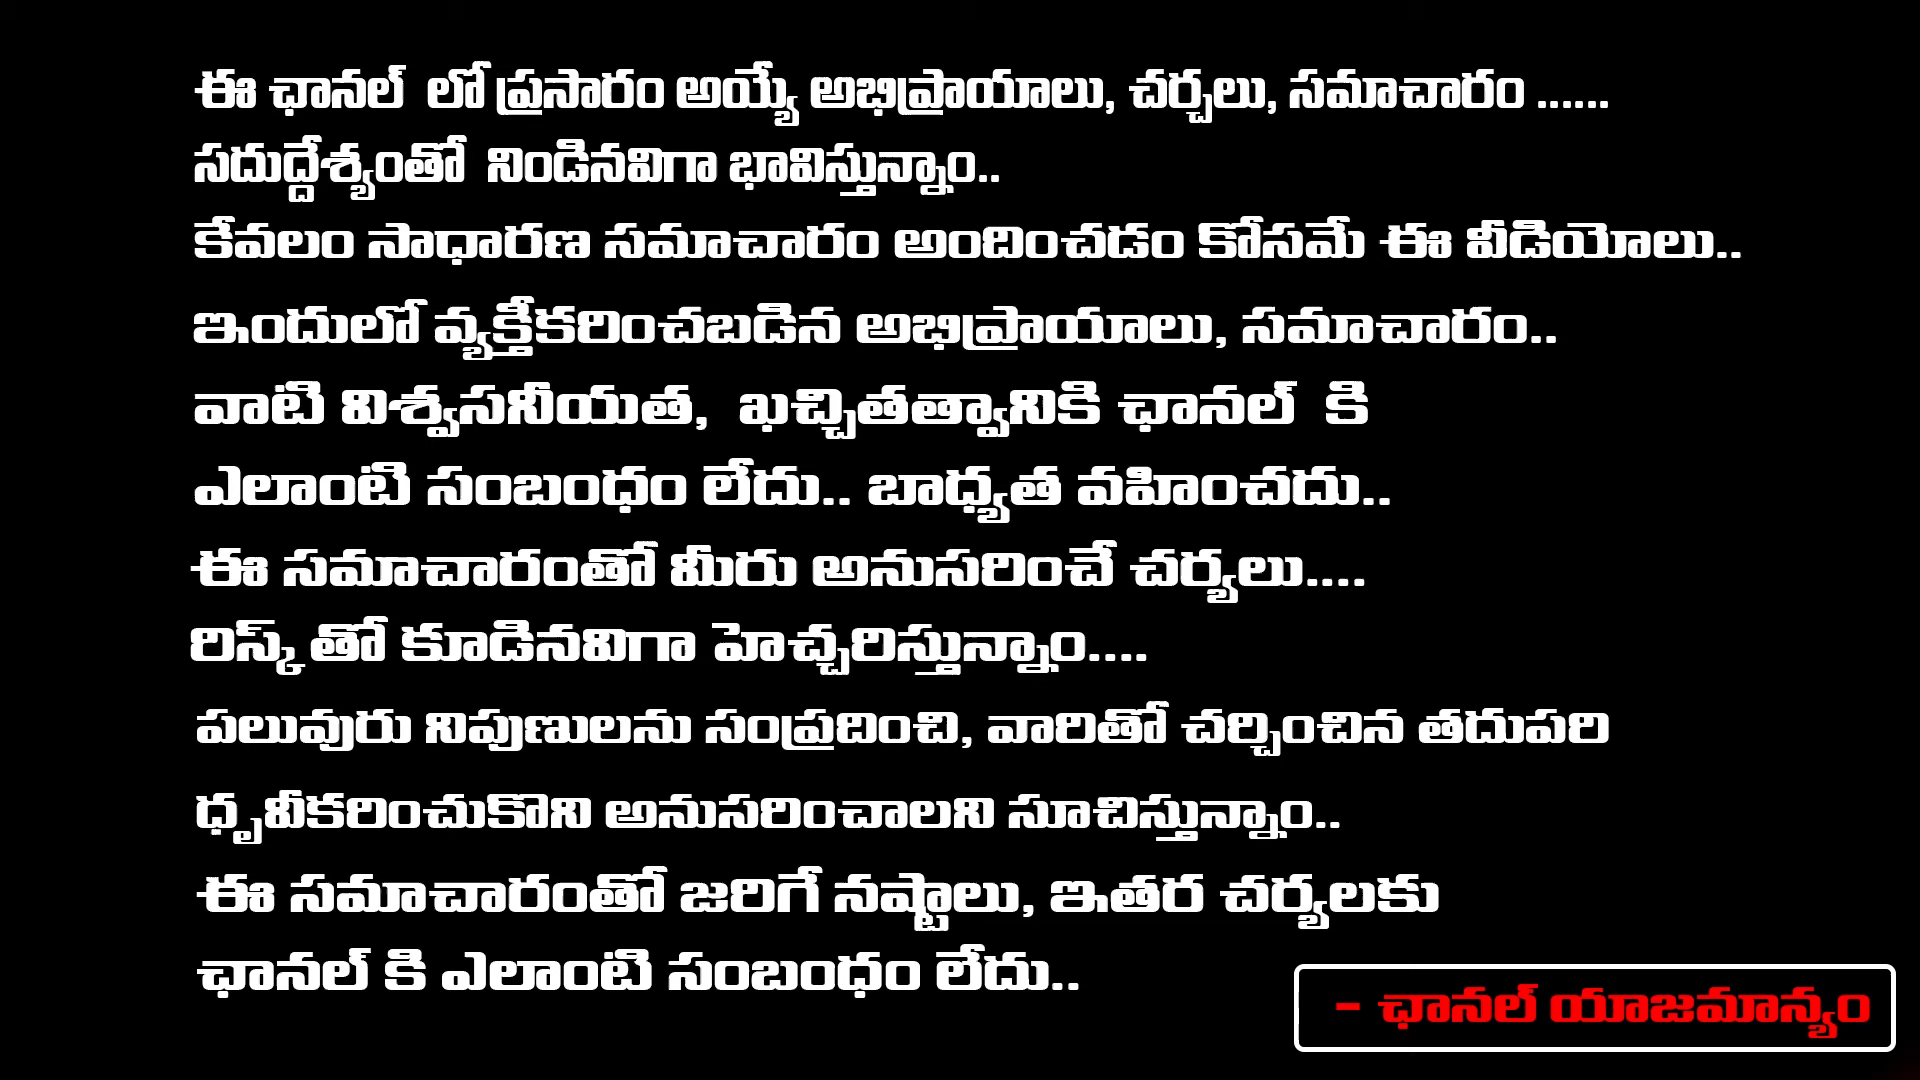 ఈ ఛానల్ లో ప్రసారం అయ్యే అభిప్రాయాలు, చర్చలు, సమాచారం ......
సదుద్దేశ్యంతో నిండినవిగా భావిస్తున్నాం..
కేవలం సాధారణ సమాచారం అందించడం కోసమే ఈ వీడియోలు..
ఇందులో వ్యక్తీకరించబడిన అభిప్రాయాలు, సమాచారం..
వాటి విశ్వసనీయత, ఖచ్చితత్వానికి ఛానల్ కి
ఎలాంటి సంబంధం లేదు.. బాధ్యత వహించదు..
ఈ సమాచారంతో మీరు అనుసరించే చర్యలు....
రిస్క్ తో కూడినవిగా హెచ్చరిస్తున్నాం....
పలువురు నిపుణులను సంప్రదించి, వారితో చర్చించిన తదుపరి
ధృవీకరించుకొని అనుసరించాలని సూచిస్తున్నాం..
ఈ సమాచారంతో జరిగే నష్టాలు, ఇతర చర్యలకు
ఛానల్ కి ఎలాంటి సంబంధం లేదు..
- ఛానల్ యాజమాన్యం